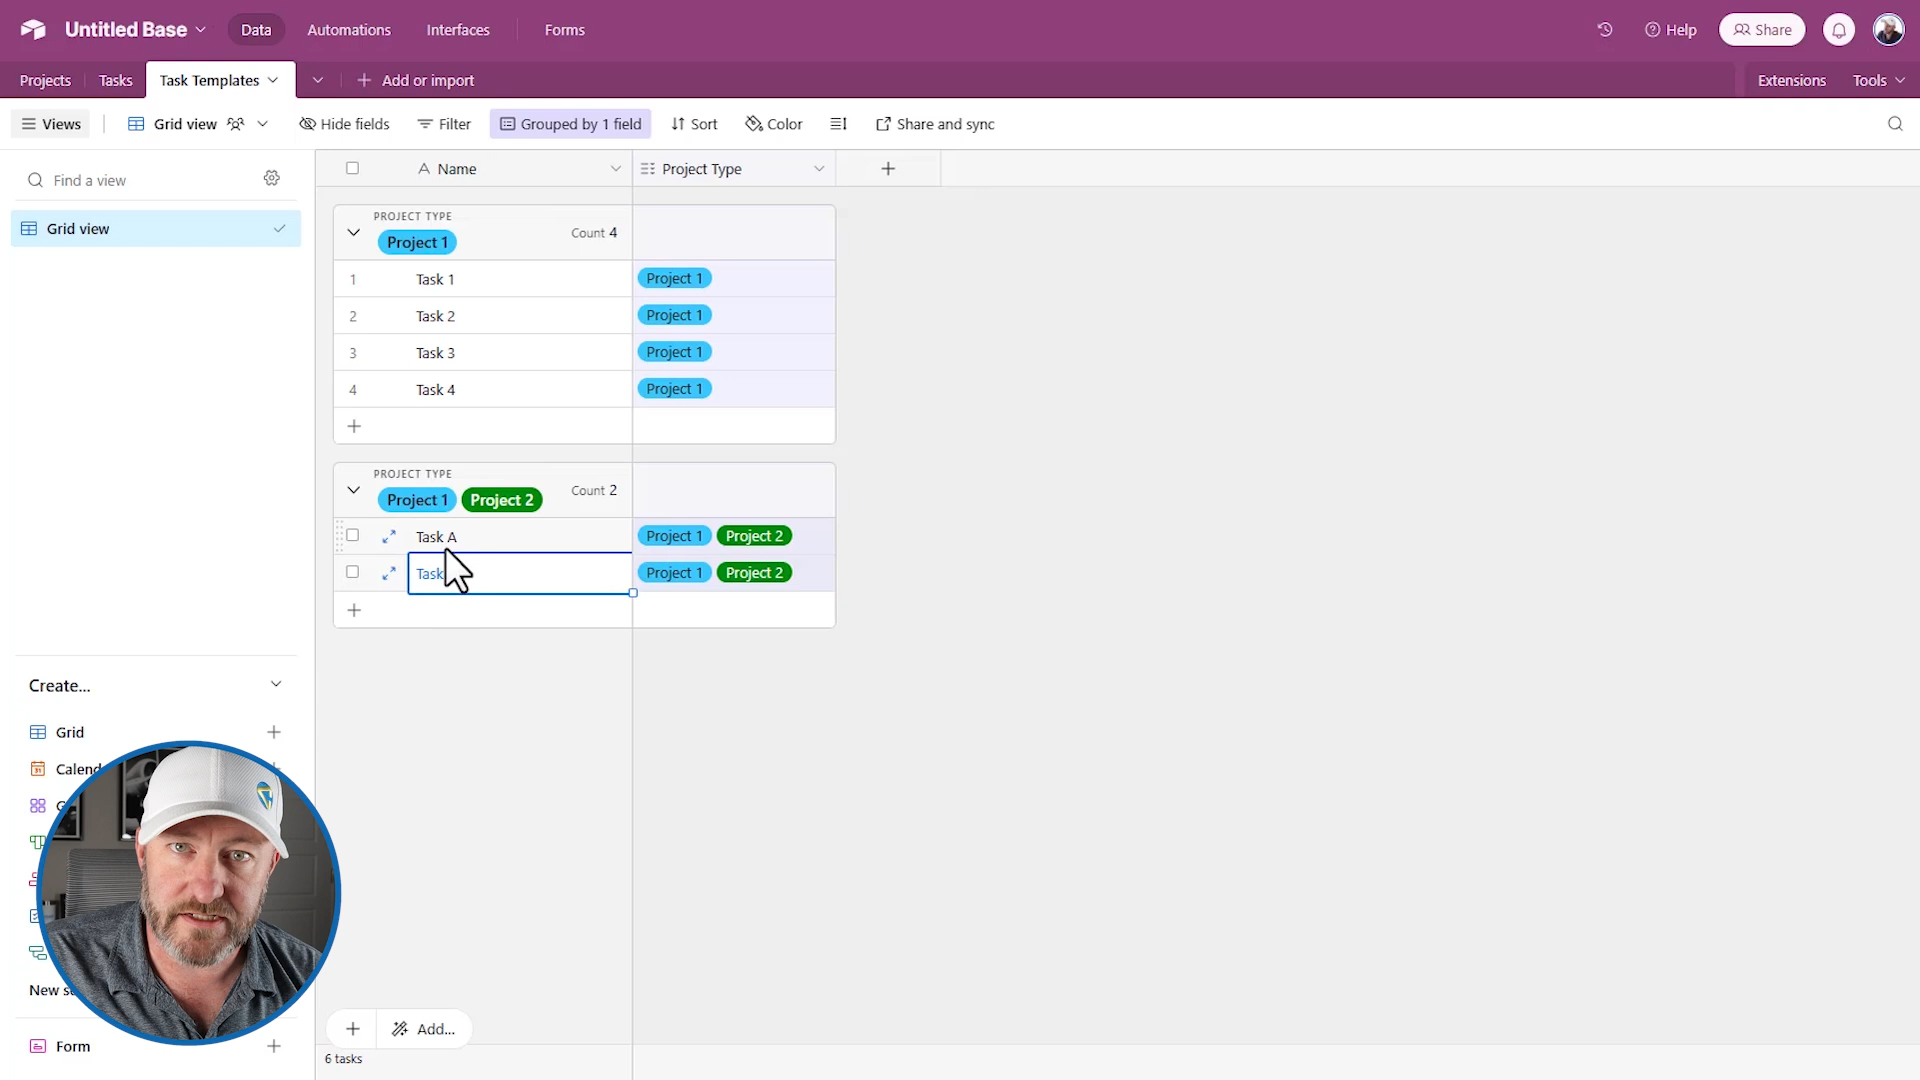 Untitled Base
Data
Automations
Interfaces
Forms
Help
Share
Projects
Tasks
Task Templates
Add or import
Extensions
Tools
Views
Grid view
Hide fields
Filter
Grouped by 1 field
Sort
Color
Share and sync
Find a view
Grid view
Name
Project Type
PROJECT TYPE
Project 1
Count 4
1 Task 1 Project 1
2 Task 2 Project 1
3 Task 3 Project 1
4 Task 4 Project 1
PROJECT TYPE
Project 1 Project 2
Count 2
Task A Project 1 Project 2
Task Project 1 Project 2
Create...
Grid
Calend
New s
Form
Add...
6 tasks